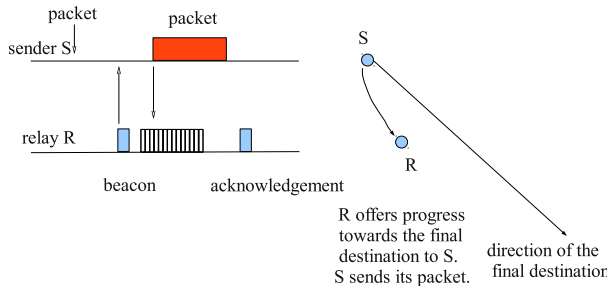 packet
packet
sender S
relay R
beacon
acknowledgement
S
R
R offers progress
towards the final
destination to S.
S sends its packet.
direction of the
final destination